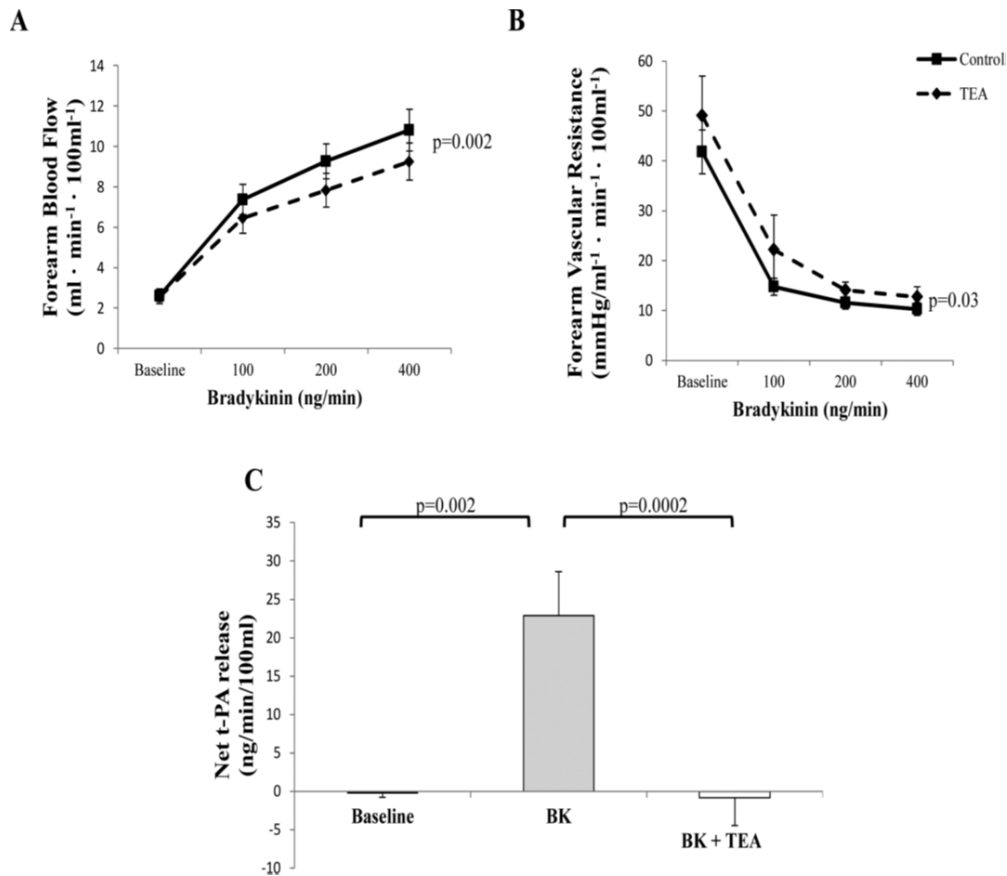 A
Forearm Blood Flow
(ml · min⁻¹ · 100ml⁻¹)
14
12
10
8
6
4
2
0
p=0.002
Baseline 100 200 400
Bradykinin (ng/min)
B
Forearm Vascular Resistance
(mmHg/ml⁻¹ · min⁻¹ · 100ml⁻¹)
60
50
40
30
20
10
0
Controll
TEA
p=0.03
Baseline 100 200 400
Bradykinin (ng/min)
C
p=0.002 p=0.0002
Net t-PA release
(ng/min/100ml)
35
30
25
20
15
10
5
0
-5
-10
Baseline BK
BK + TEA